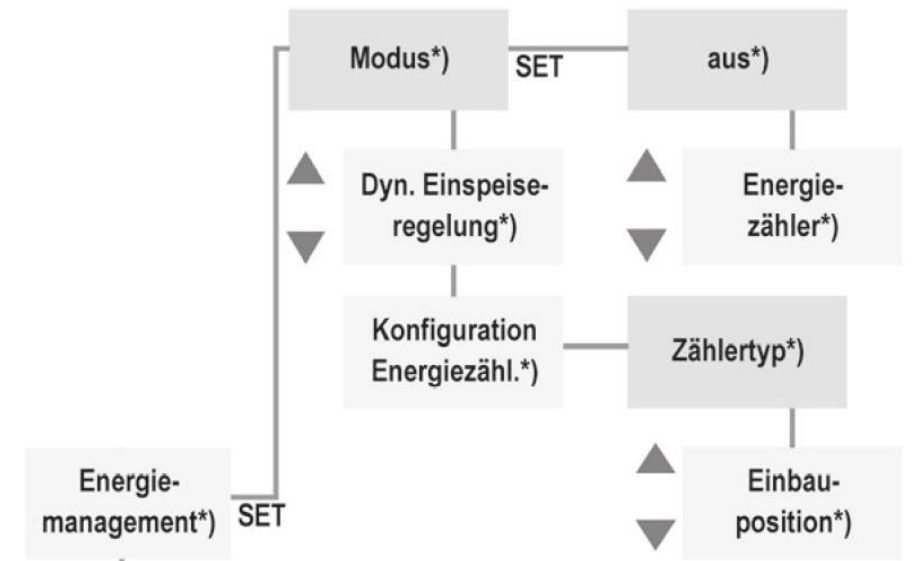 Modus*)
SET
aus*)
Dyn. Einspeise-
regelung*)
Energie-
zähler*)
Konfiguration
Energiezähl.*)
Zählertyp*)
Energie-
management*)
SET
Einbau-
position*)